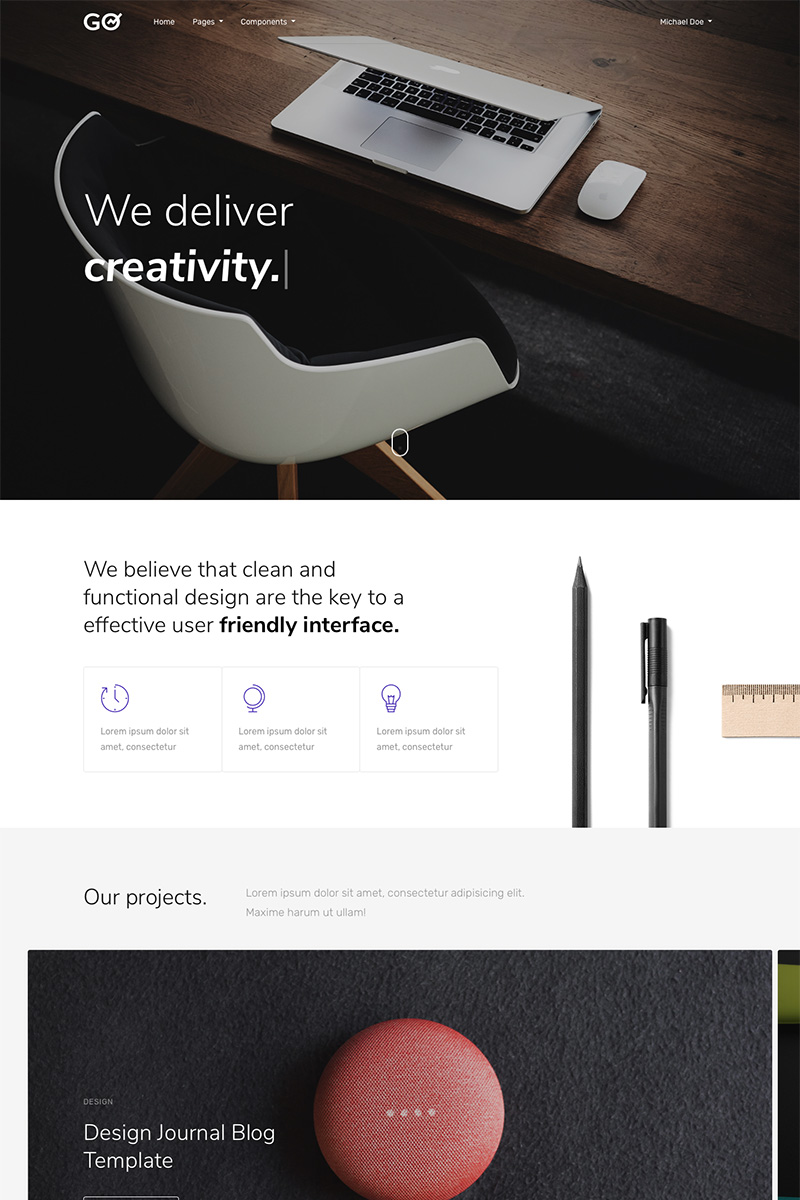 GO
Home Pages Components Michael Doe
We deliver
creativity.
We believe that clean and
functional design are the key to a
effective user friendly interface.
Lorem ipsum dolor sit
amet, consectetur
Lorem ipsum dolor sit
amet, consectetur
Lorem ipsum dolor sit
amet, consectetur
Our projects.
Lorem ipsum dolor sit amet, consectetur adipisicing elit.
Maxime harum ut ullam!
DESIGN
Design Journal Blog
Template